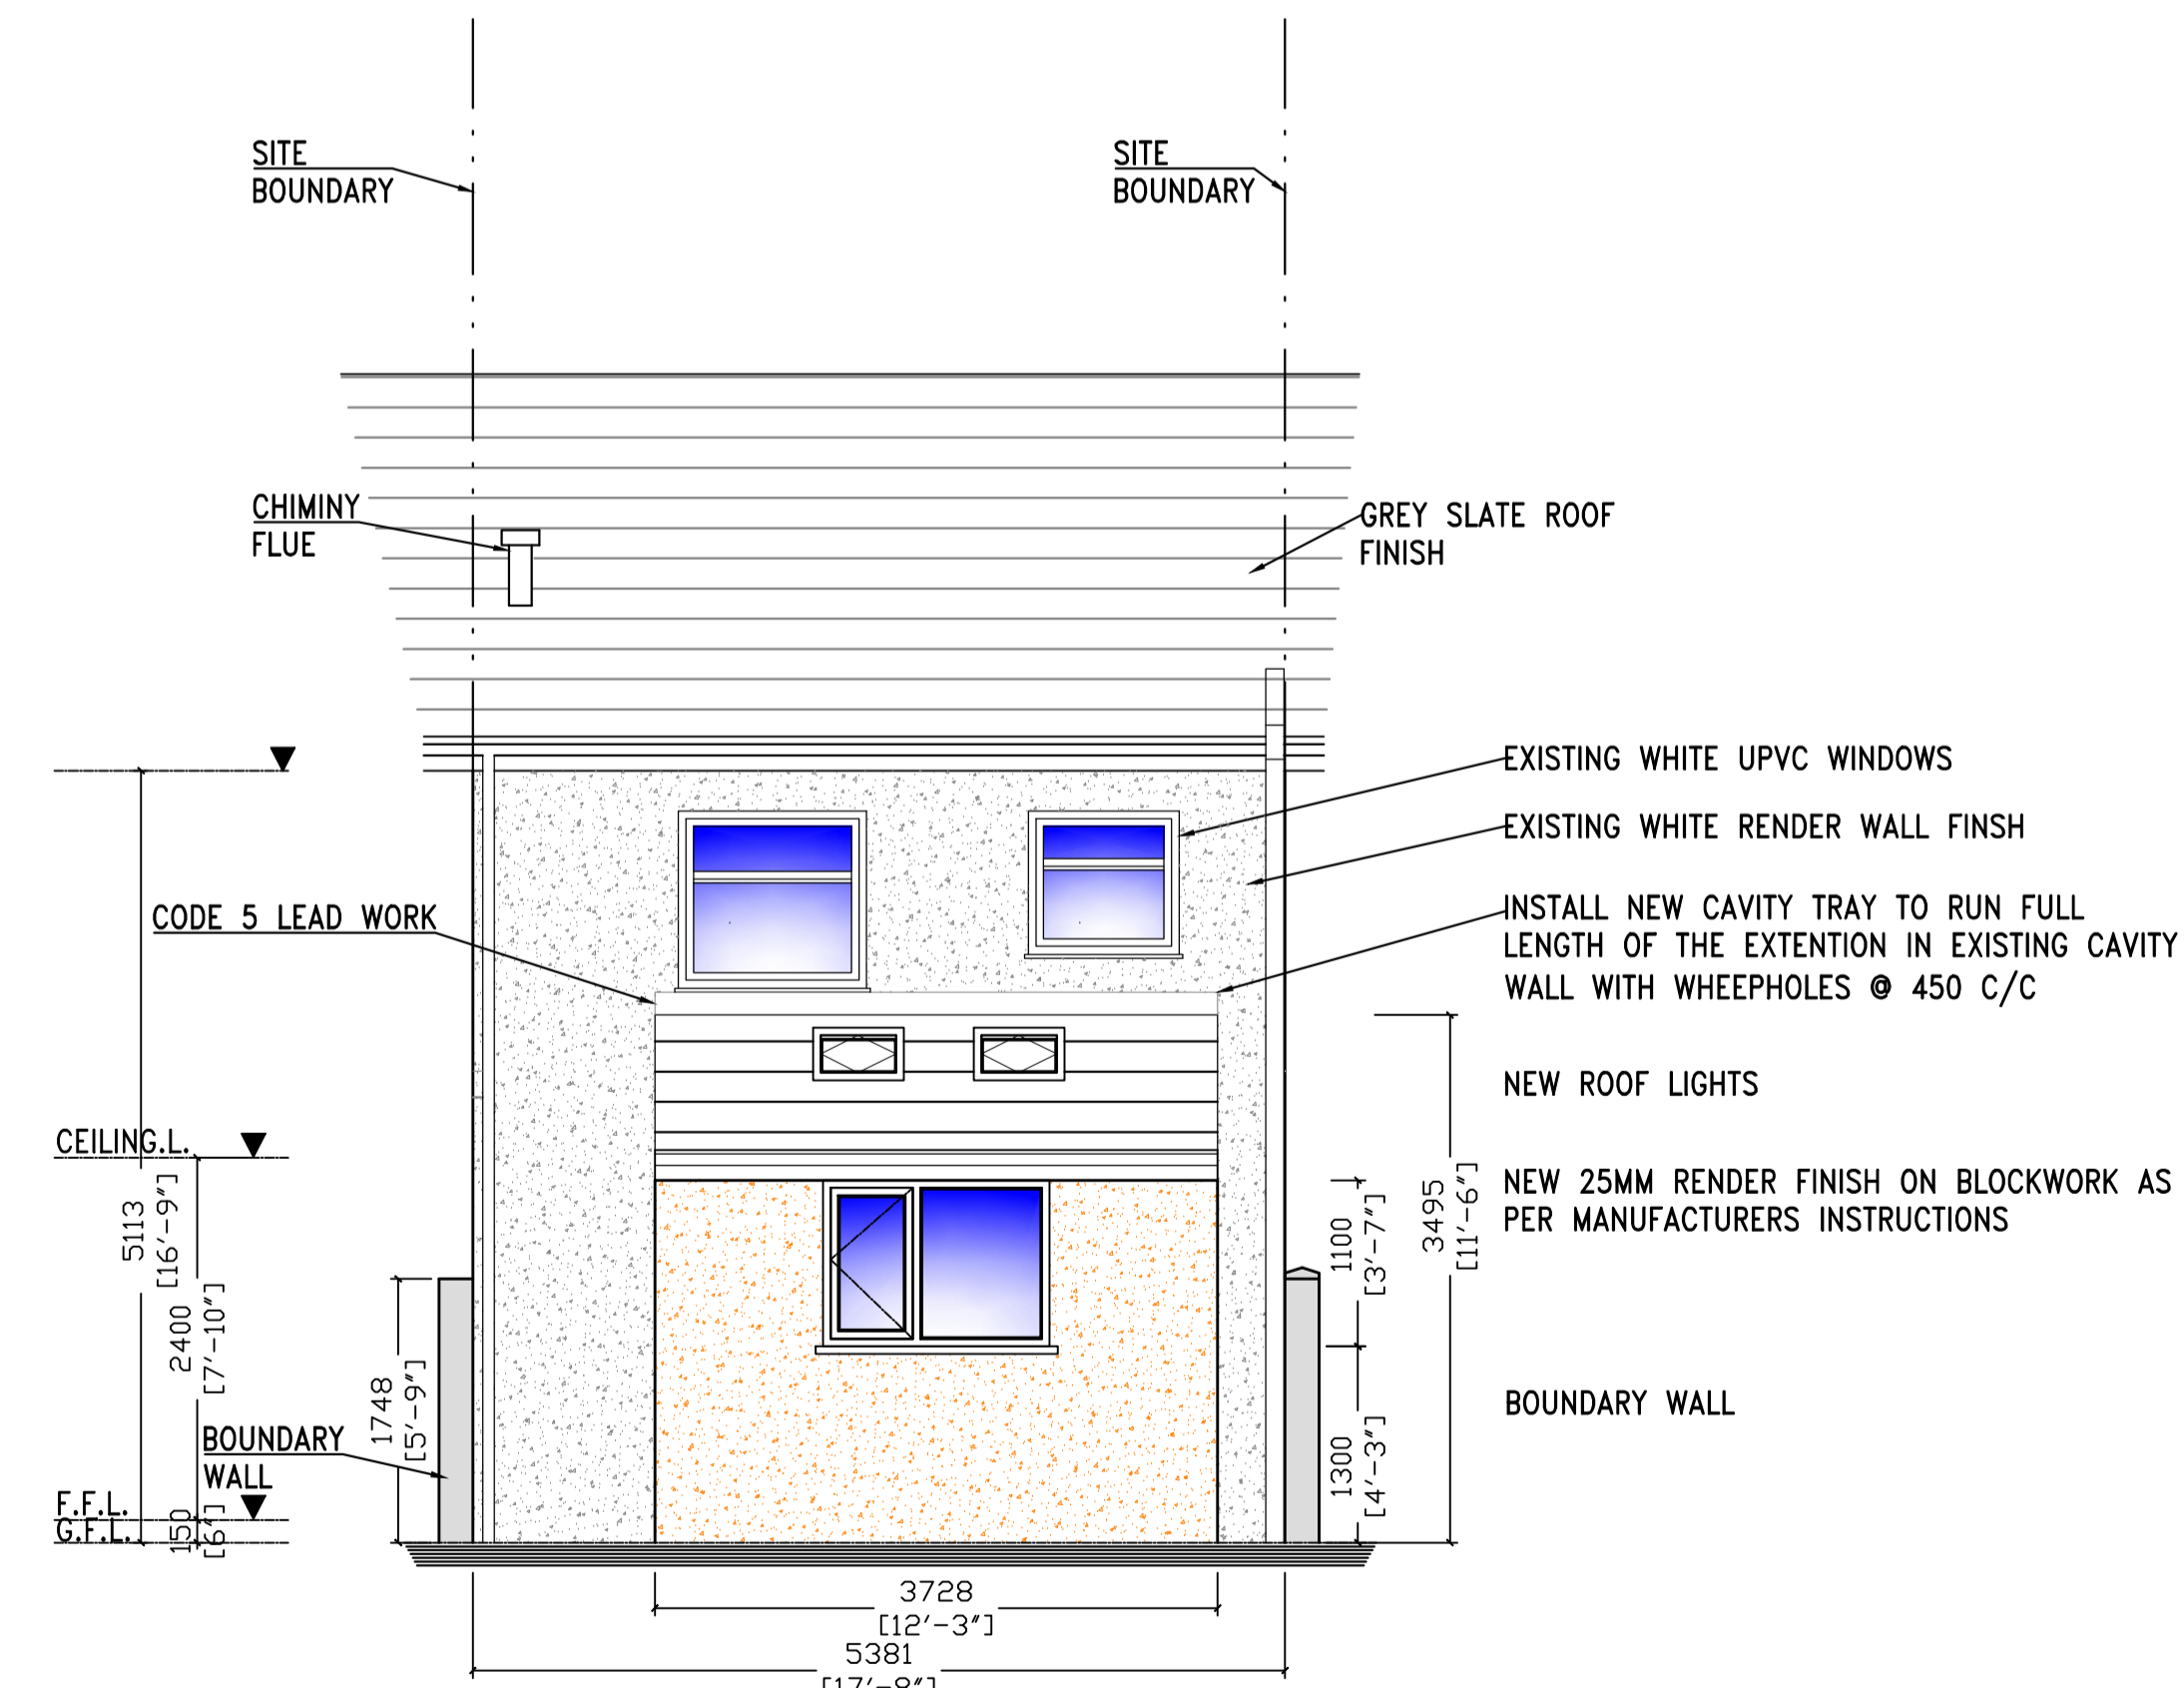 SITE
BOUNDARY
SITE
BOUNDARY
CHIMINY
FLUE
GREY SLATE ROOF
FINISH
EXISTING WHITE UPVC WINDOWS
EXISTING WHITE RENDER WALL FINSH
CODE 5 LEAD WORK
INSTALL NEW CAVITY TRAY TO RUN FULL
LENGTH OF THE EXTENTION IN EXISTING CAVITY
WALL WITH WHEEPHOLES @ 450 C/C
NEW ROOF LIGHTS
CEILING.L.
NEW 25MM RENDER FINISH ON BLOCKWORK AS
PER MANUFACTURERS INSTRUCTIONS
5113
[16'-9"]
2400
[7'-10"]
1748
[5'-9"]
1100
[3'-7"]
3495
[11'-6"]
BOUNDARY WALL
BOUNDARY
WALL
1300
[4'-3"]
F.F.L.
G.F.L.
150
[6"]
3728
[12'-3"]
5381
[17'-8"]